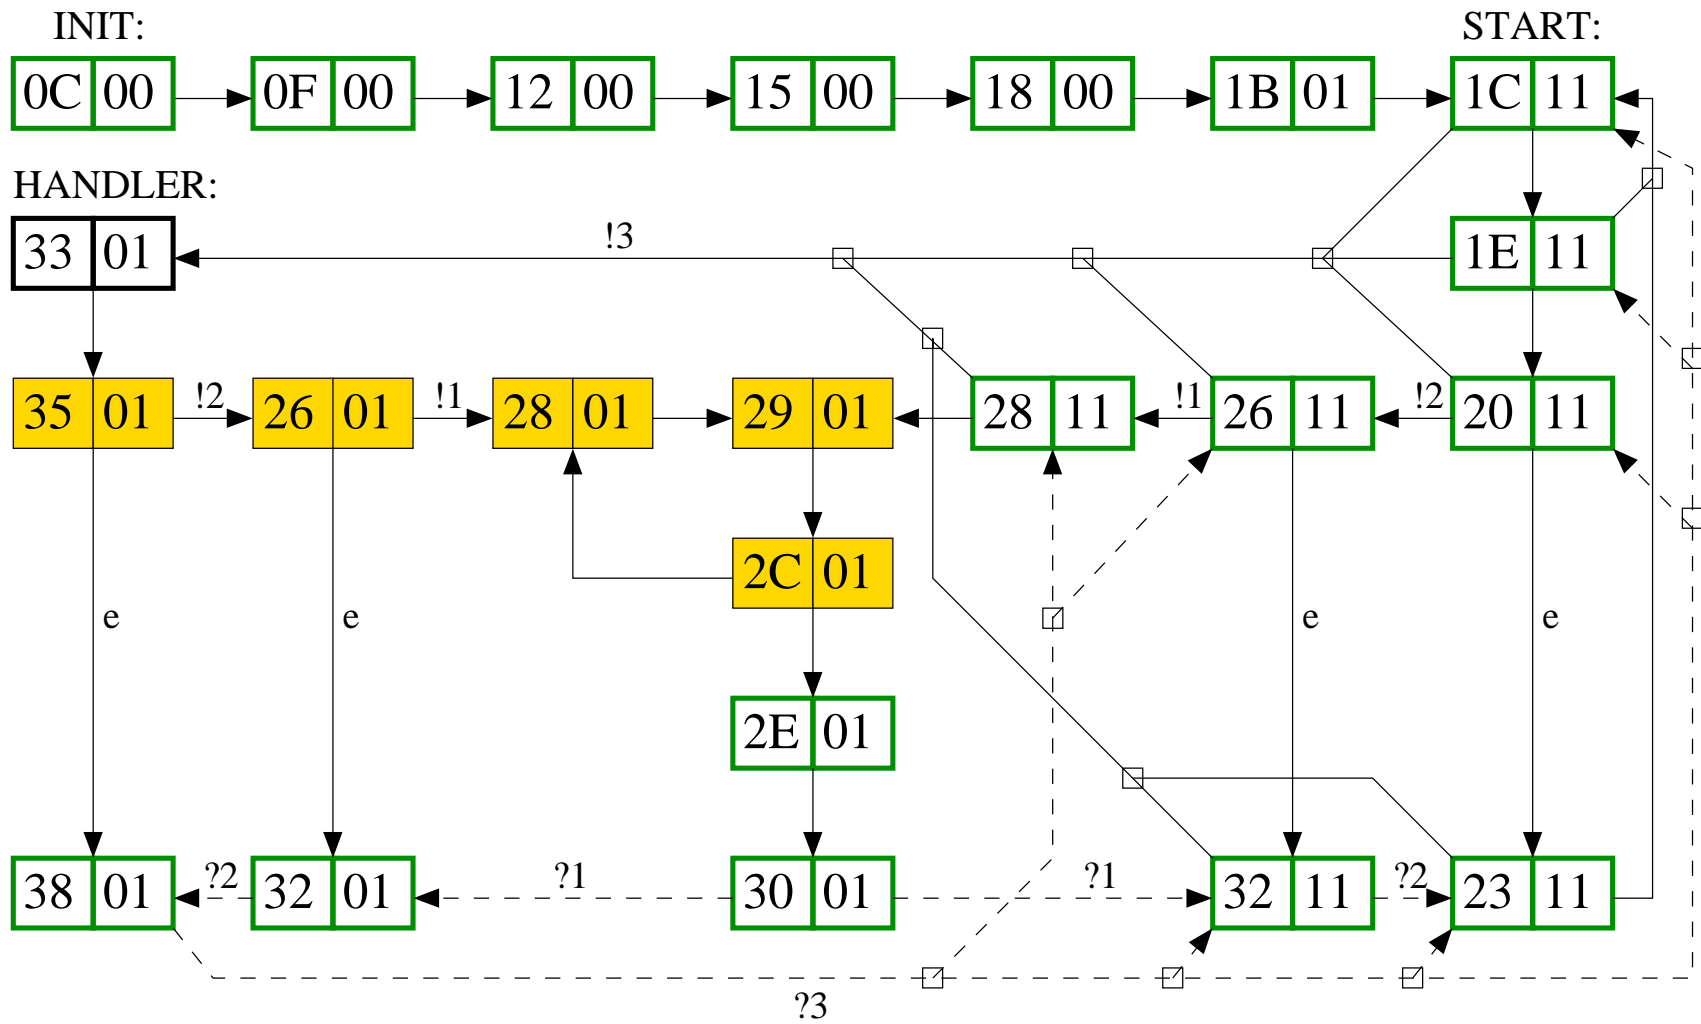 INIT: START:
0C 00 0F 00 12 00 15 00 18 00 1B 01 1C 11
HANDLER:
!3
33 01 1E 11
!2 !1 !1 !2
35 01 26 01 28 01 29 01 28 11 26 11 20 11
2C 01
e e e e
2E 01
?2 ?1 ?1 ?2
38 01 32 01 30 01 32 11 23 11
?3